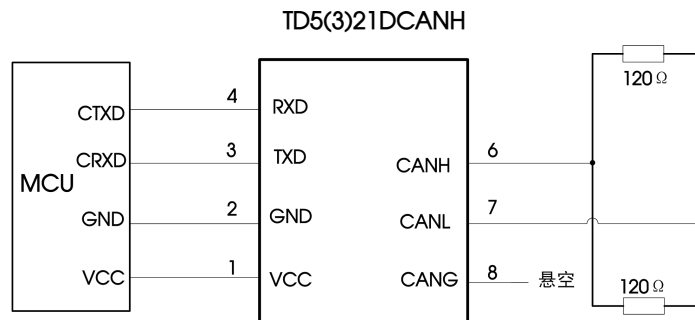 TD5(3)21DCANH
120Ω
4
CTXD
RXD
3
CRXD
TXD
6
CANH
MCU
2
GND
GND
7
CANL
1
VCC
VCC
8
CANG
悬空
120Ω